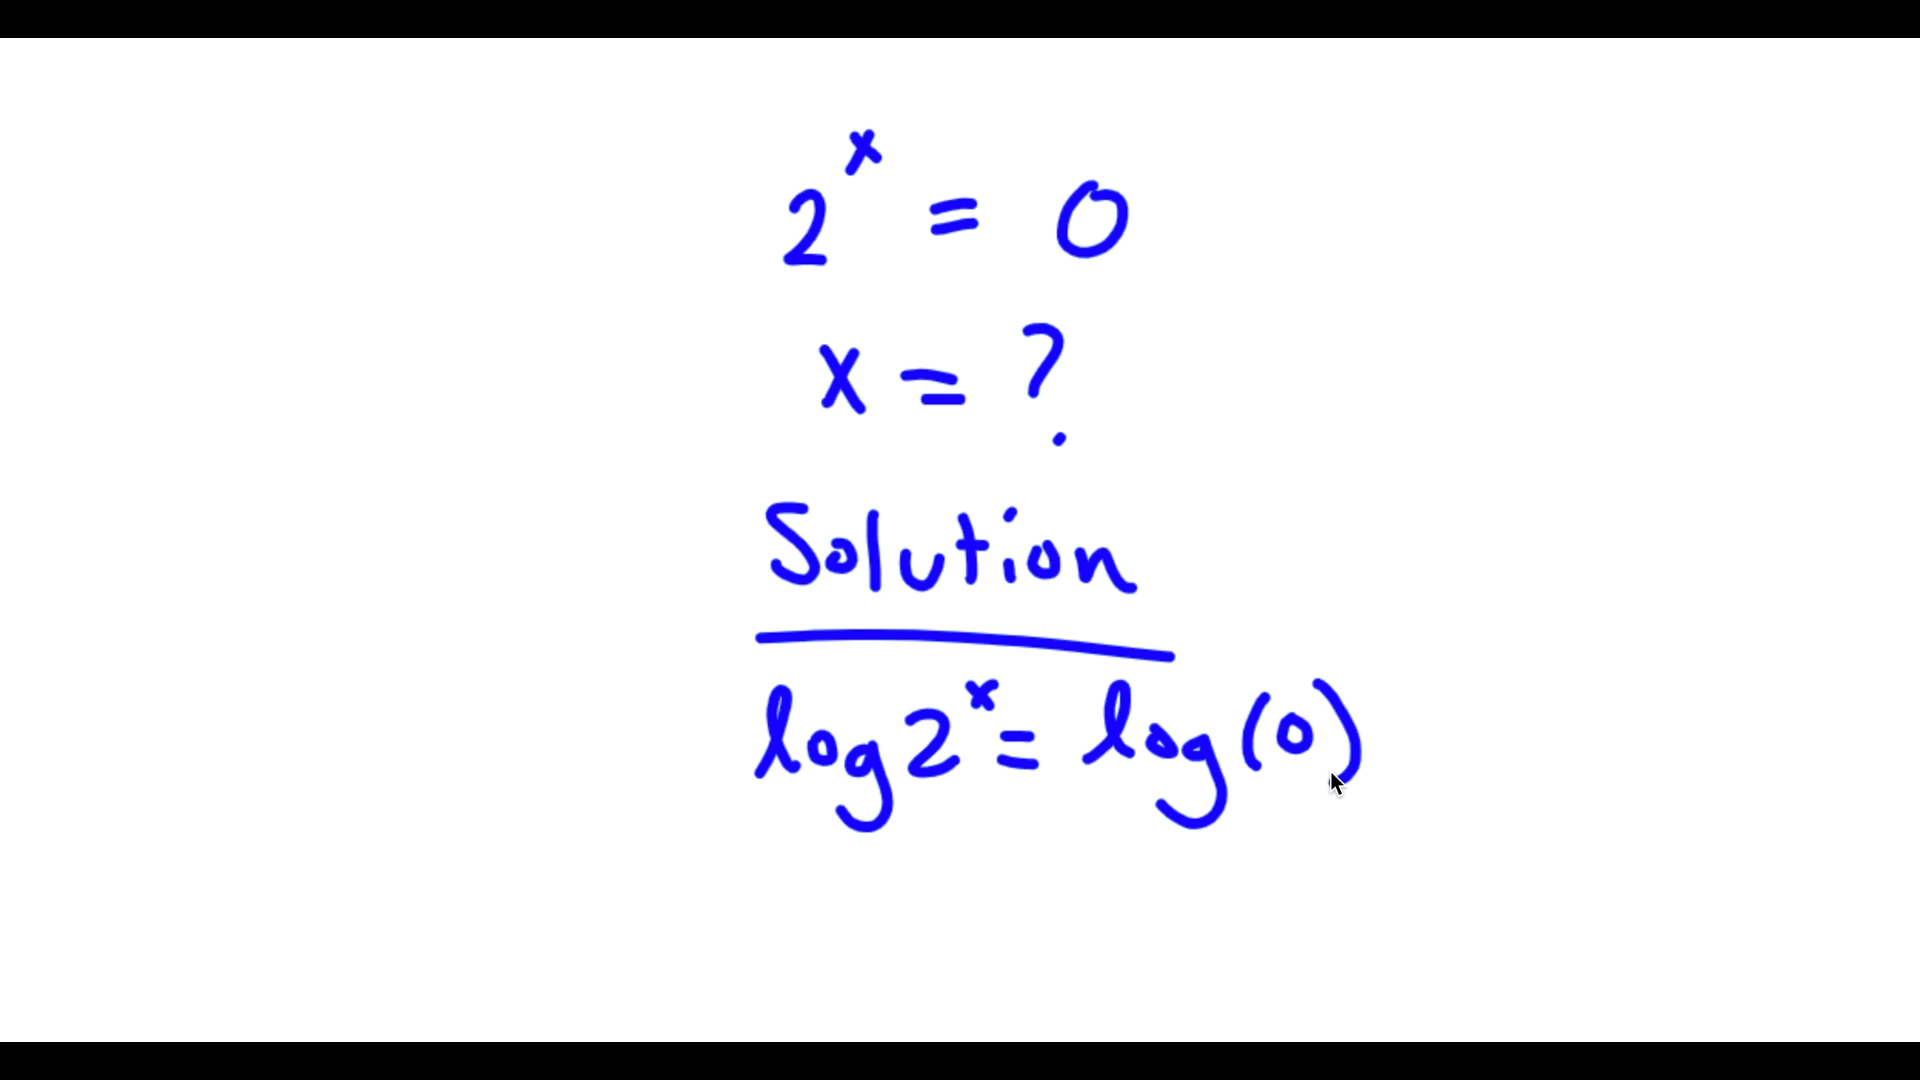 2^x = 0
x = ?
Solution
log 2^x = log(0)